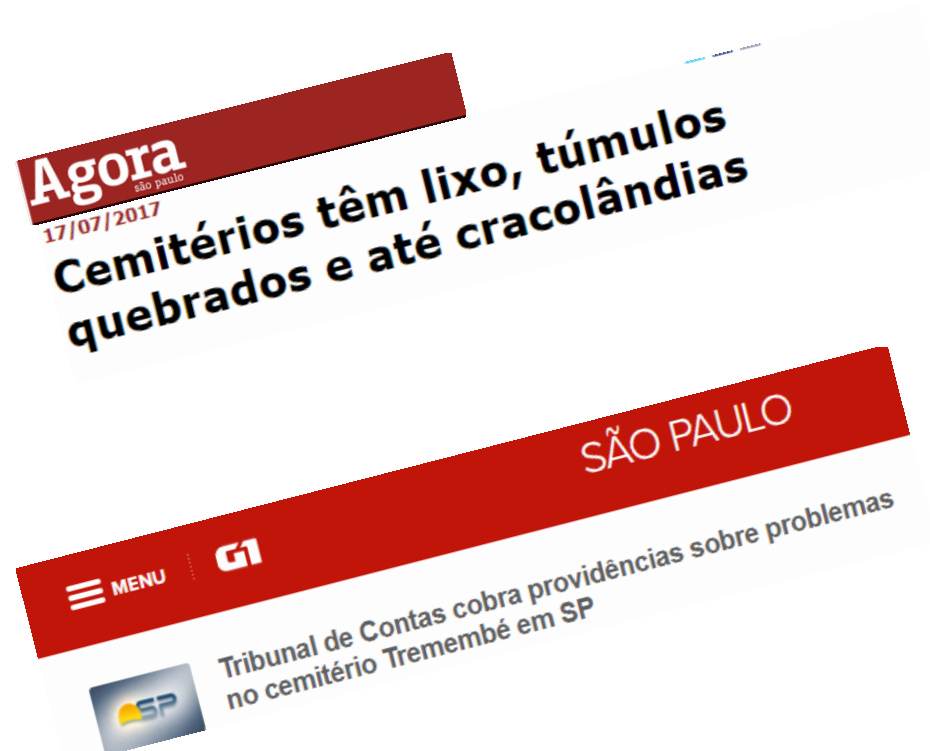 Agora
são paulo
17/07/2017
Cemitérios têm lixo, túmulos
quebrados e até cracolândias
SÃO PAULO
MENU
G1
Tribunal de Contas cobra providências sobre problemas
no cemitério Tremembé em SP
SP